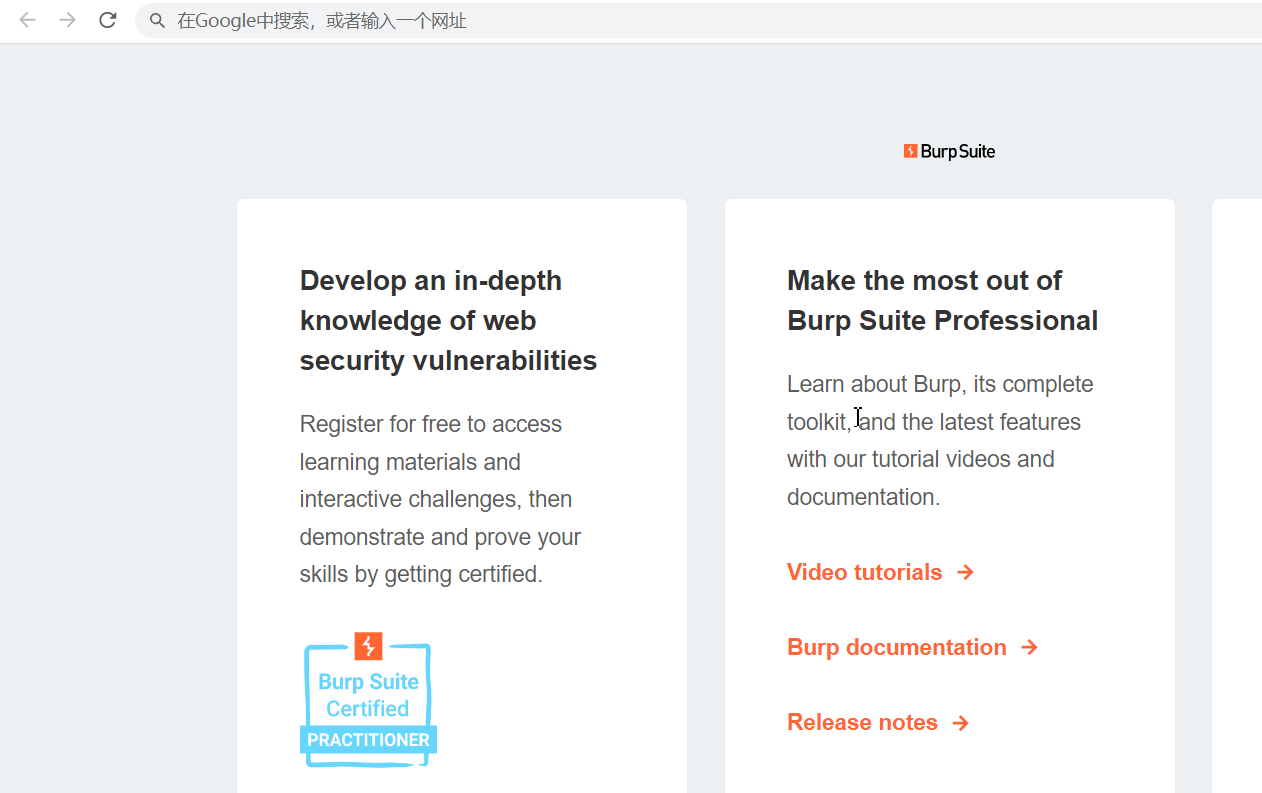 在Google中搜索，或者输入一个网址
Burp Suite
Develop an in-depth
knowledge of web
security vulnerabilities
Register for free to access
learning materials and
interactive challenges, then
demonstrate and prove your
skills by getting certified.
Burp Suite
Certified
PRACTITIONER
Make the most out of
Burp Suite Professional
Learn about Burp, its complete
toolkit, and the latest features
with our tutorial videos and
documentation.
Video tutorials →
Burp documentation →
Release notes →